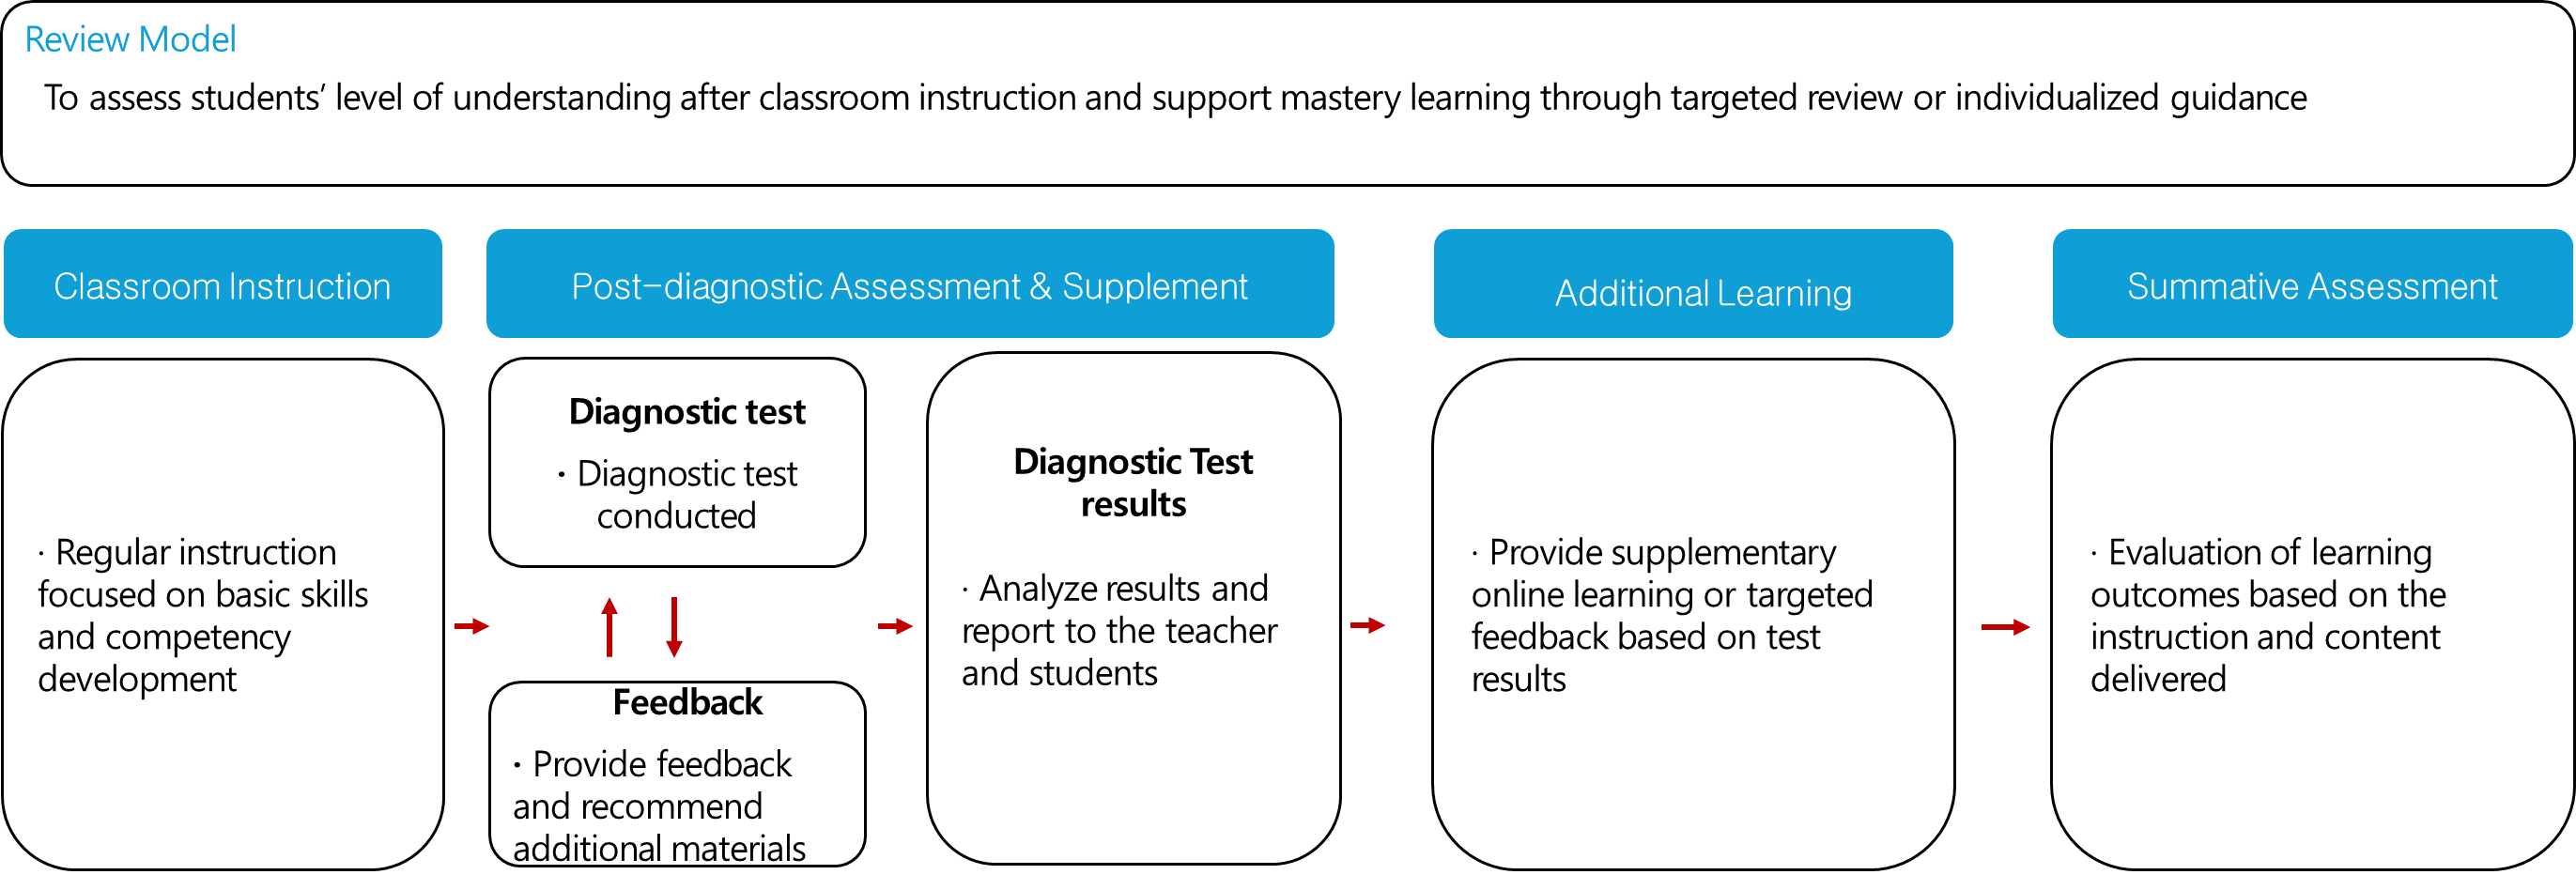 Review Model
To assess students’ level of understanding after classroom instruction and support mastery learning through targeted review or individualized guidance
Classroom Instruction
Post-diagnostic Assessment & Supplement
Additional Learning
Summative Assessment
· Regular instruction
focused on basic skills
and competency
development
Diagnostic test
· Diagnostic test
conducted
Feedback
· Provide feedback
and recommend
additional materials
Diagnostic Test
results
· Analyze results and
report to the teacher
and students
· Provide supplementary
online learning or targeted
feedback based on test
results
· Evaluation of learning
outcomes based on the
instruction and content
delivered